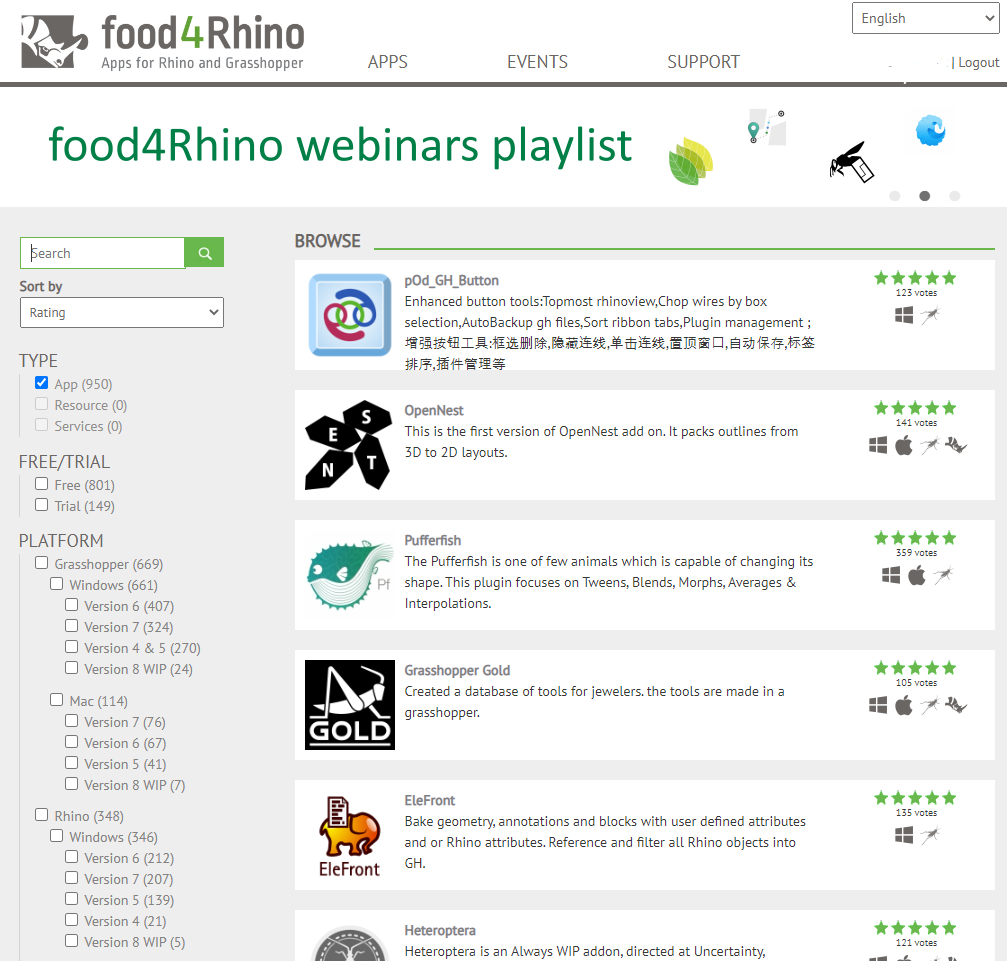 food4Rhino
Apps for Rhino and Grasshopper
APPS
EVENTS
SUPPORT
English
| Logout
food4Rhino webinars playlist
Search
Sort by
Rating
TYPE
App (950)
Resource (0)
Services (0)
FREE/TRIAL
Free (801)
Trial (149)
PLATFORM
Grasshopper (669)
Windows (661)
Version 6 (407)
Version 7 (324)
Version 4 & 5 (270)
Version 8 WIP (24)
Mac (114)
Version 7 (76)
Version 6 (67)
Version 5 (41)
Version 8 WIP (7)
Rhino (348)
Windows (346)
Version 6 (212)
Version 7 (207)
Version 5 (139)
Version 4 (21)
Version 8 WIP (5)
BROWSE
pOd_GH_Button
Enhanced button tools:Topmost rhinoview,Chop wires by box
selection,AutoBackup gh files,Sort ribbon tabs,Plugin management ;
增强按钮工具:框选删除,隐藏连线,单击连线,置顶窗口,自动保存,标签
排序,插件管理等
123 votes
NEST
OpenNest
This is the first version of OpenNest add on. It packs outlines from
3D to 2D layouts.
141 votes
Pf
Pufferfish
The Pufferfish is one of few animals which is capable of changing its
shape. This plugin focuses on Tweens, Blends, Morphs, Averages &
Interpolations.
359 votes
GOLD
Grasshopper Gold
Created a database of tools for jewelers. the tools are made in a
grasshopper.
105 votes
EleFront
EleFront
Bake geometry, annotations and blocks with user defined attributes
and or Rhino attributes. Reference and filter all Rhino objects into
GH.
135 votes
Heteroptera
Heteroptera is an Always WIP addon, directed at Uncertainty,
121 votes